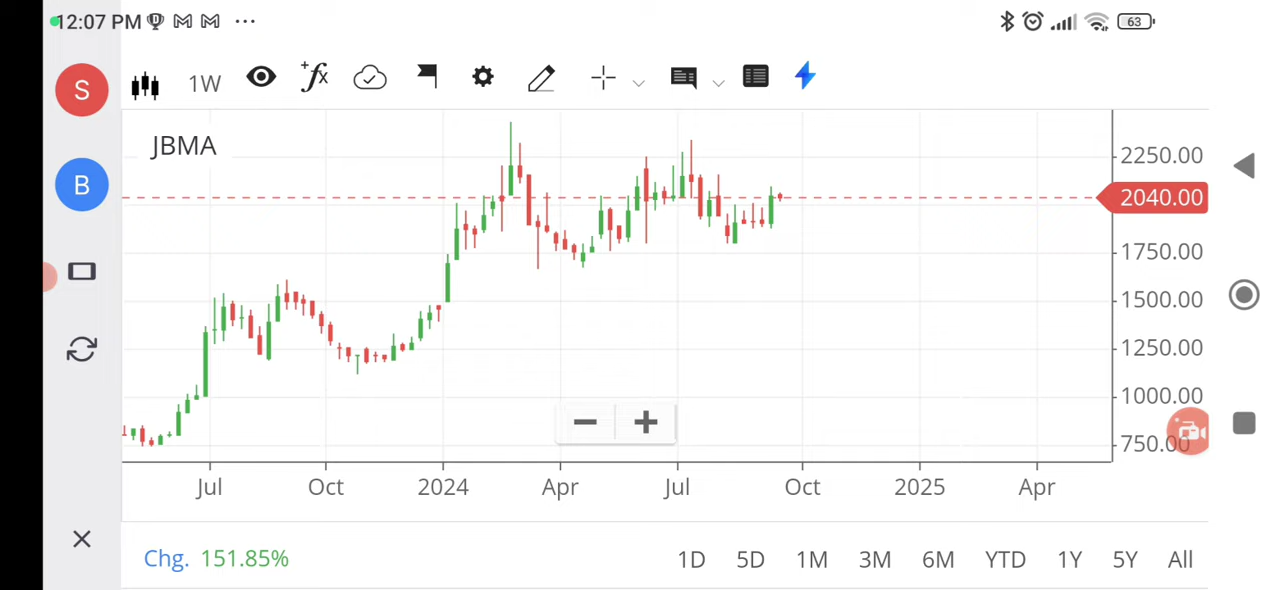 12:07 PM ...
63
S
1W
+fx
B
JBMA
2250.00
2040.00
1750.00
1500.00
1250.00
1000.00
750.00
Jul Oct 2024 Apr Jul Oct 2025 Apr
Chg. 151.85% 1D 5D 1M 3M 6M YTD 1Y 5Y All